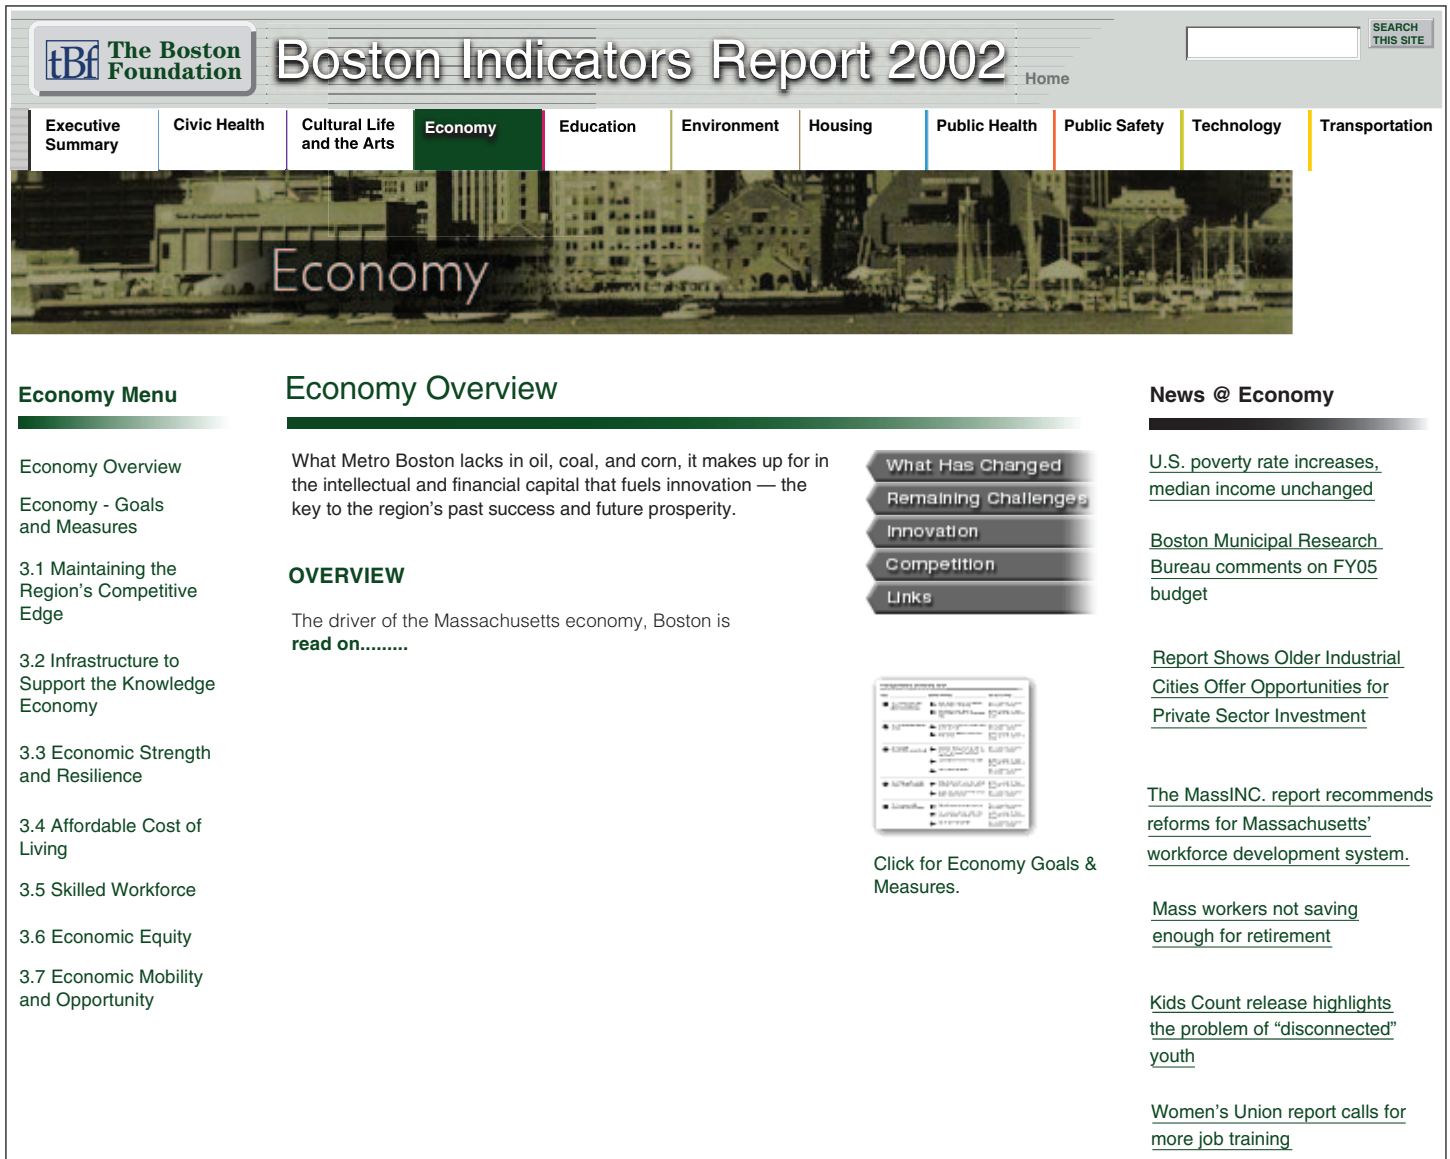 tBf The Boston
Foundation
Boston Indicators Report 2002
Home
SEARCH
THIS SITE
Executive
Summary
Civic Health
Cultural Life
and the Arts
Economy
Education
Environment
Housing
Public Health
Public Safety
Technology
Transportation
Economy
Economy Menu
Economy Overview
Economy - Goals
and Measures
3.1 Maintaining the
Region's Competitive
Edge
3.2 Infrastructure to
Support the Knowledge
Economy
3.3 Economic Strength
and Resilience
3.4 Affordable Cost of
Living
3.5 Skilled Workforce
3.6 Economic Equity
3.7 Economic Mobility
and Opportunity
Economy Overview
What Metro Boston lacks in oil, coal, and corn, it makes up for in
the intellectual and financial capital that fuels innovation — the
key to the region's past success and future prosperity.
OVERVIEW
The driver of the Massachusetts economy, Boston is
read on.........
What Has Changed
Remaining Challenges
Innovation
Competition
Links
Click for Economy Goals &
Measures.
News @ Economy
U.S. poverty rate increases,
median income unchanged
Boston Municipal Research
Bureau comments on FY05
budget
Report Shows Older Industrial
Cities Offer Opportunities for
Private Sector Investment
The MassINC. report recommends
reforms for Massachusetts'
workforce development system.
Mass workers not saving
enough for retirement
Kids Count release highlights
the problem of “disconnected”
youth
Women's Union report calls for
more job training